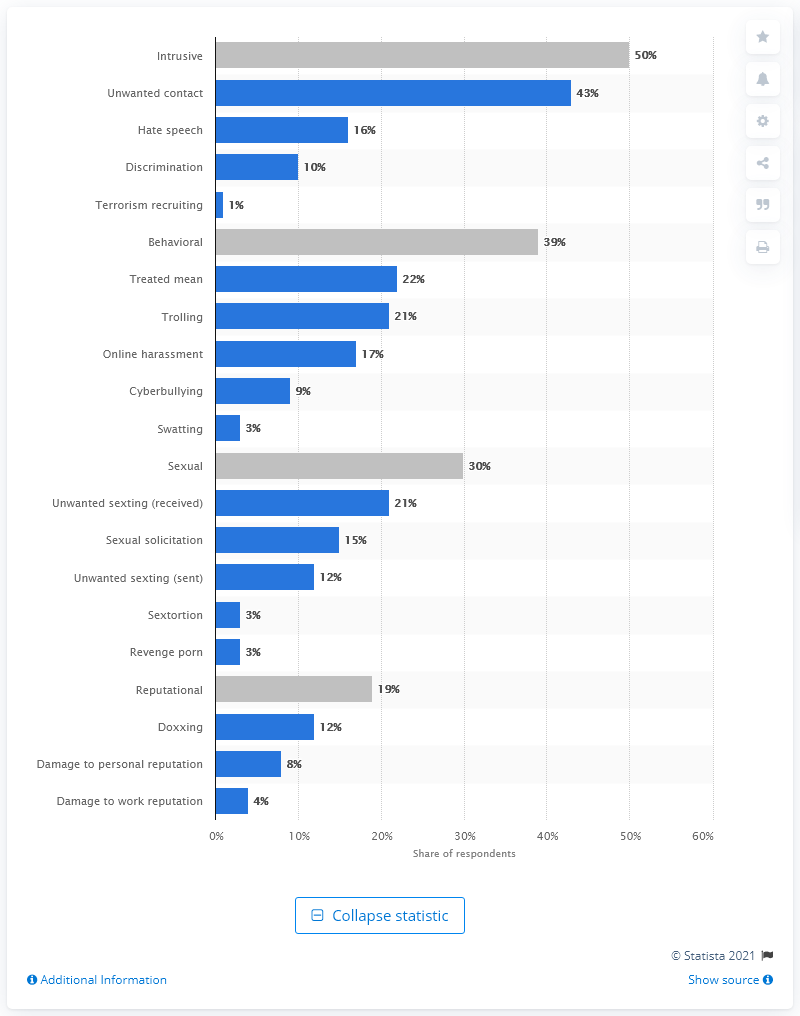 Intrusive 50%
Unwanted contact 43%
Hate speech 16%
Discrimination 10%
Terrorism recruiting 1%
Behavioral 39%
Treated mean 22%
Trolling 21%
Online harassment 17%
Cyberbullying 9%
Swatting 3%
Sexual 30%
Unwanted sexting (received) 21%
Sexual solicitation 15%
Unwanted sexting (sent) 12%
Sextortion 3%
Revenge porn 3%
Reputational 19%
Doxxing 12%
Damage to personal reputation 8%
Damage to work reputation 4%
0% 10% 20% 30% 40% 50% 60%
Share of respondents
Collapse statistic
© Statista 2021
Additional Information Show source